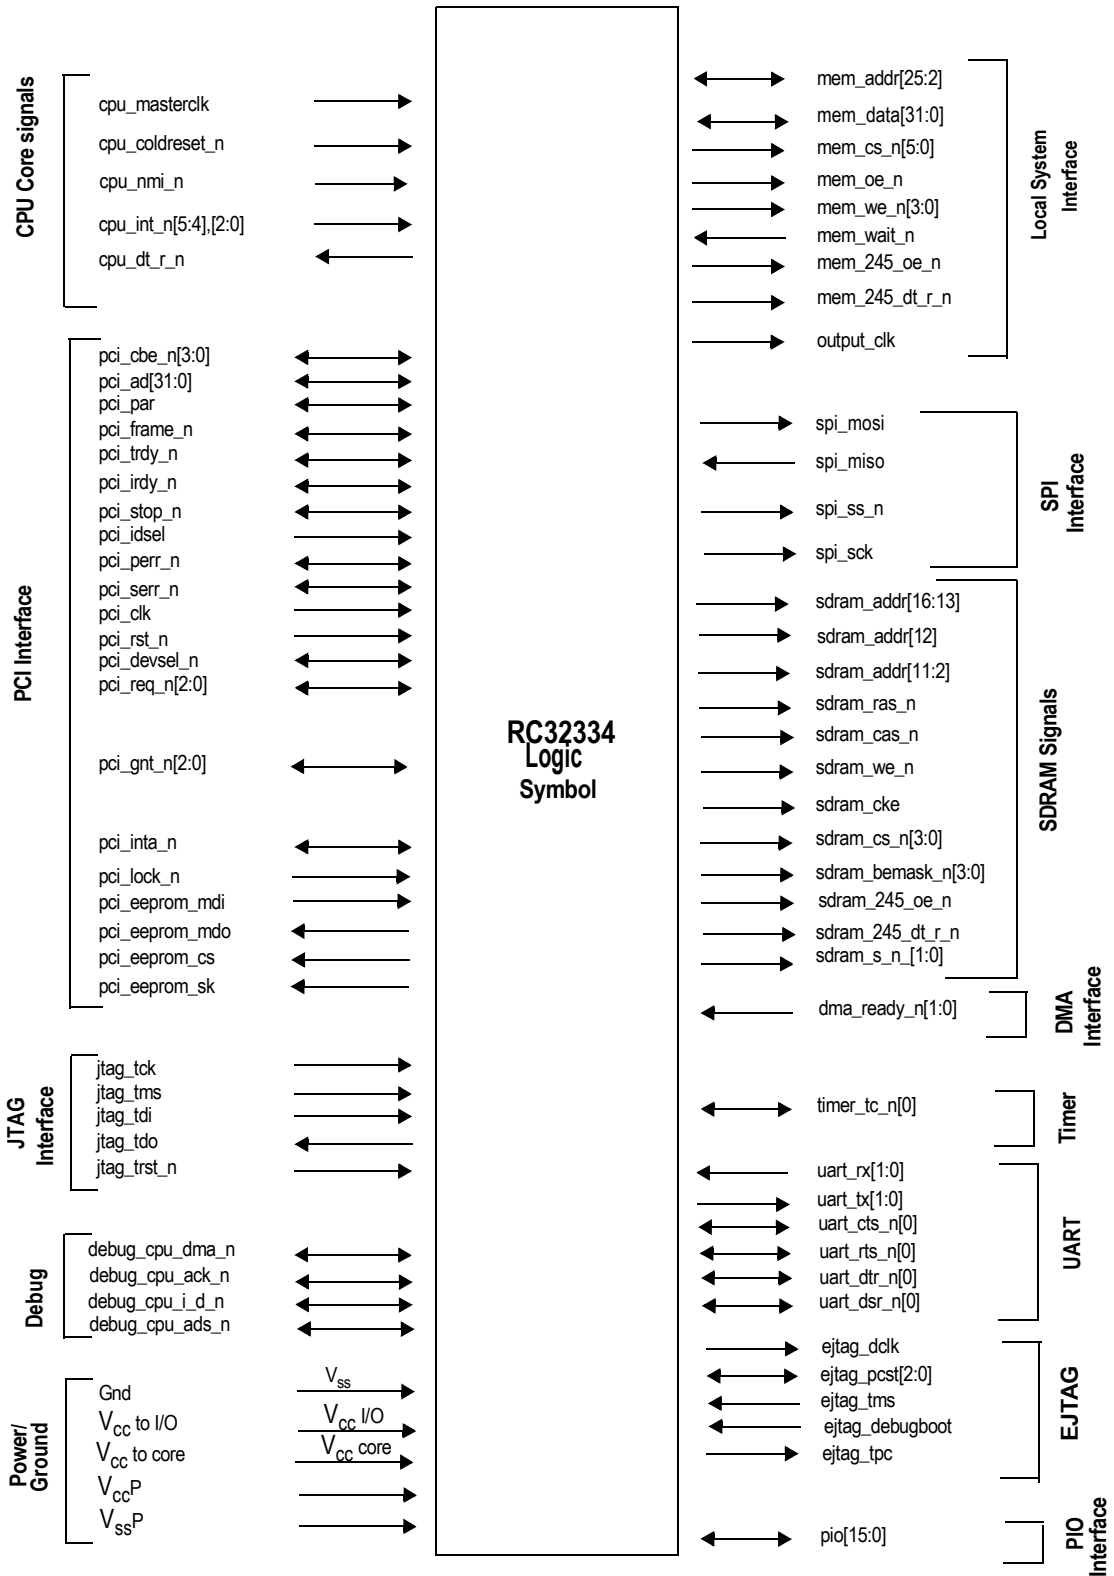 CPU Core signals
cpu_masterclk
cpu_coldreset_n
cpu_nmi_n
cpu_int_n[5:4],[2:0]
cpu_dt_r_n
PCI Interface
pci_cbe_n[3:0]
pci_ad[31:0]
pci_par
pci_frame_n
pci_trdy_n
pci_irdy_n
pci_stop_n
pci_idsel
pci_perr_n
pci_serr_n
pci_clk
pci_rst_n
pci_devsel_n
pci_req_n[2:0]
pci_gnt_n[2:0]
pci_inta_n
pci_lock_n
pci_eeprom_mdi
pci_eeprom_mdo
pci_eeprom_cs
pci_eeprom_sk
JTAG
Interface
jtag_tck
jtag_tms
jtag_tdi
jtag_tdo
jtag_trst_n
Debug
debug_cpu_dma_n
debug_cpu_ack_n
debug_cpu_i_d_n
debug_cpu_ads_n
Power/
Ground
Gnd
Vss
Vcc to I/O
Vcc I/O
Vcc to core
Vcc core
VccP
VssP
RC32334
Logic
Symbol
mem_addr[25:2]
mem_data[31:0]
mem_cs_n[5:0]
mem_oe_n
mem_we_n[3:0]
mem_wait_n
mem_245_oe_n
mem_245_dt_r_n
output_clk
Local System
Interface
spi_mosi
spi_miso
spi_ss_n
spi_sck
SPI
Interface
sdram_addr[16:13]
sdram_addr[12]
sdram_addr[11:2]
sdram_ras_n
sdram_cas_n
sdram_we_n
sdram_cke
sdram_cs_n[3:0]
sdram_bemask_n[3:0]
sdram_245_oe_n
sdram_245_dt_r_n
sdram_s_n_[1:0]
SDRAM Signals
dma_ready_n[1:0]
DMA
Interface
timer_tc_n[0]
Timer
uart_rx[1:0]
uart_tx[1:0]
uart_cts_n[0]
uart_rts_n[0]
uart_dtr_n[0]
uart_dsr_n[0]
UART
ejtag_dclk
ejtag_pcst[2:0]
ejtag_tms
ejtag_debugboot
ejtag_tpc
EJTAG
pio[15:0]
PIO
Interface